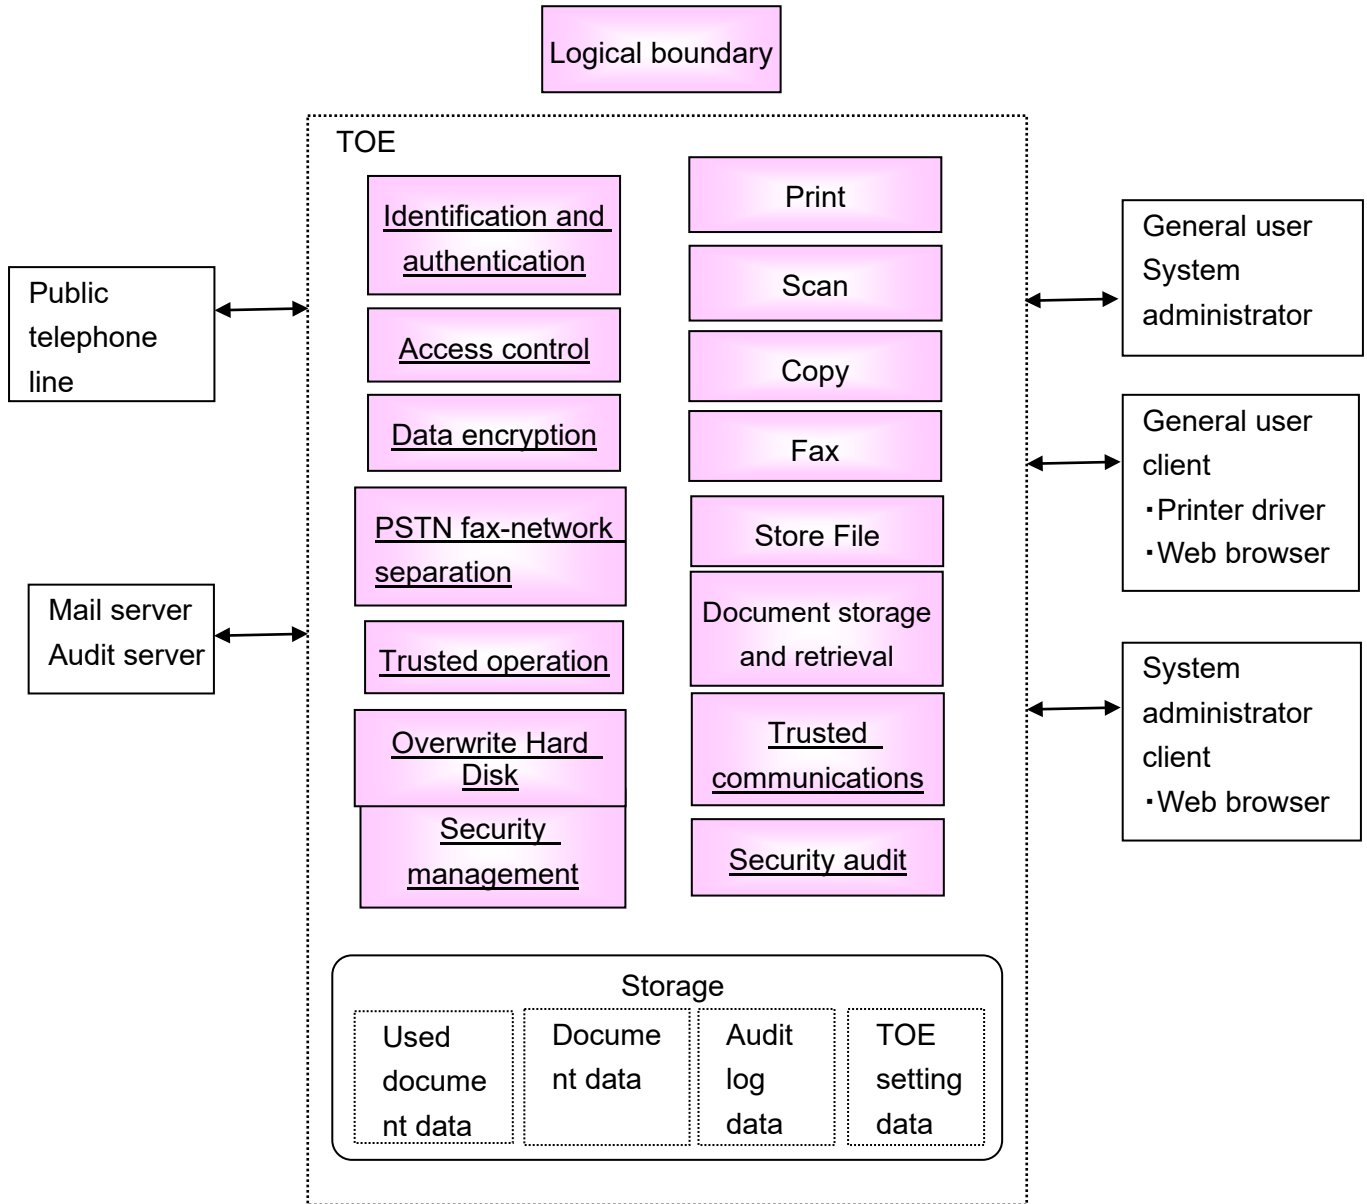 Logical boundary
TOE
Identification and
authentication
Access control
Data encryption
PSTN fax-network
separation
Trusted operation
Overwrite Hard
Disk
Security
management
Print
Scan
Copy
Fax
Store File
Document storage
and retrieval
Trusted
communications
Security audit
Public
telephone
line
Mail server
Audit server
General user
System
administrator
General user
client
・Printer driver
・Web browser
System
administrator
client
・Web browser
Storage
Used
docume
nt data
Docume
nt data
Audit
log
data
TOE
setting
data